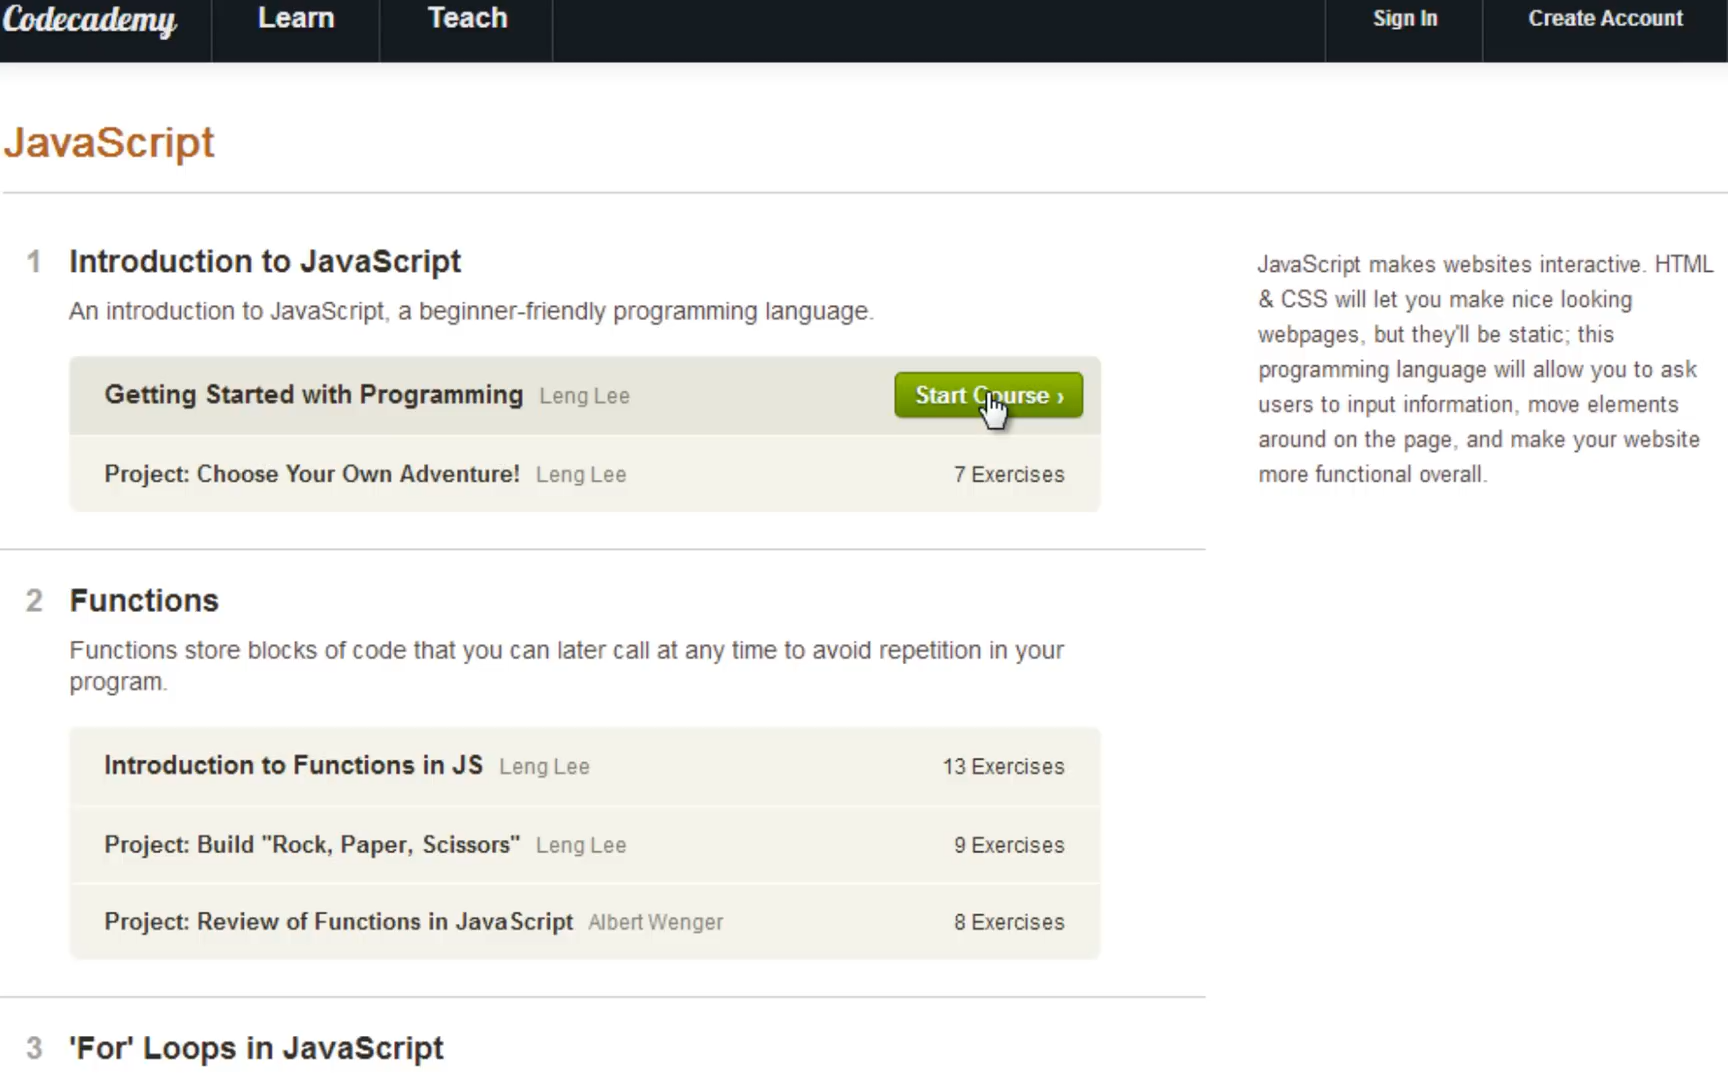 Codecademy
Learn
Teach
Sign In
Create Account
JavaScript
1 Introduction to JavaScript
An introduction to JavaScript, a beginner-friendly programming language.
Getting Started with Programming Leng Lee Start Course ›
Project: Choose Your Own Adventure! Leng Lee 7 Exercises
JavaScript makes websites interactive. HTML
& CSS will let you make nice looking
webpages, but they'll be static; this
programming language will allow you to ask
users to input information, move elements
around on the page, and make your website
more functional overall.
2 Functions
Functions store blocks of code that you can later call at any time to avoid repetition in your
program.
Introduction to Functions in JS Leng Lee 13 Exercises
Project: Build "Rock, Paper, Scissors" Leng Lee 9 Exercises
Project: Review of Functions in JavaScript Albert Wenger 8 Exercises
3 'For' Loops in JavaScript